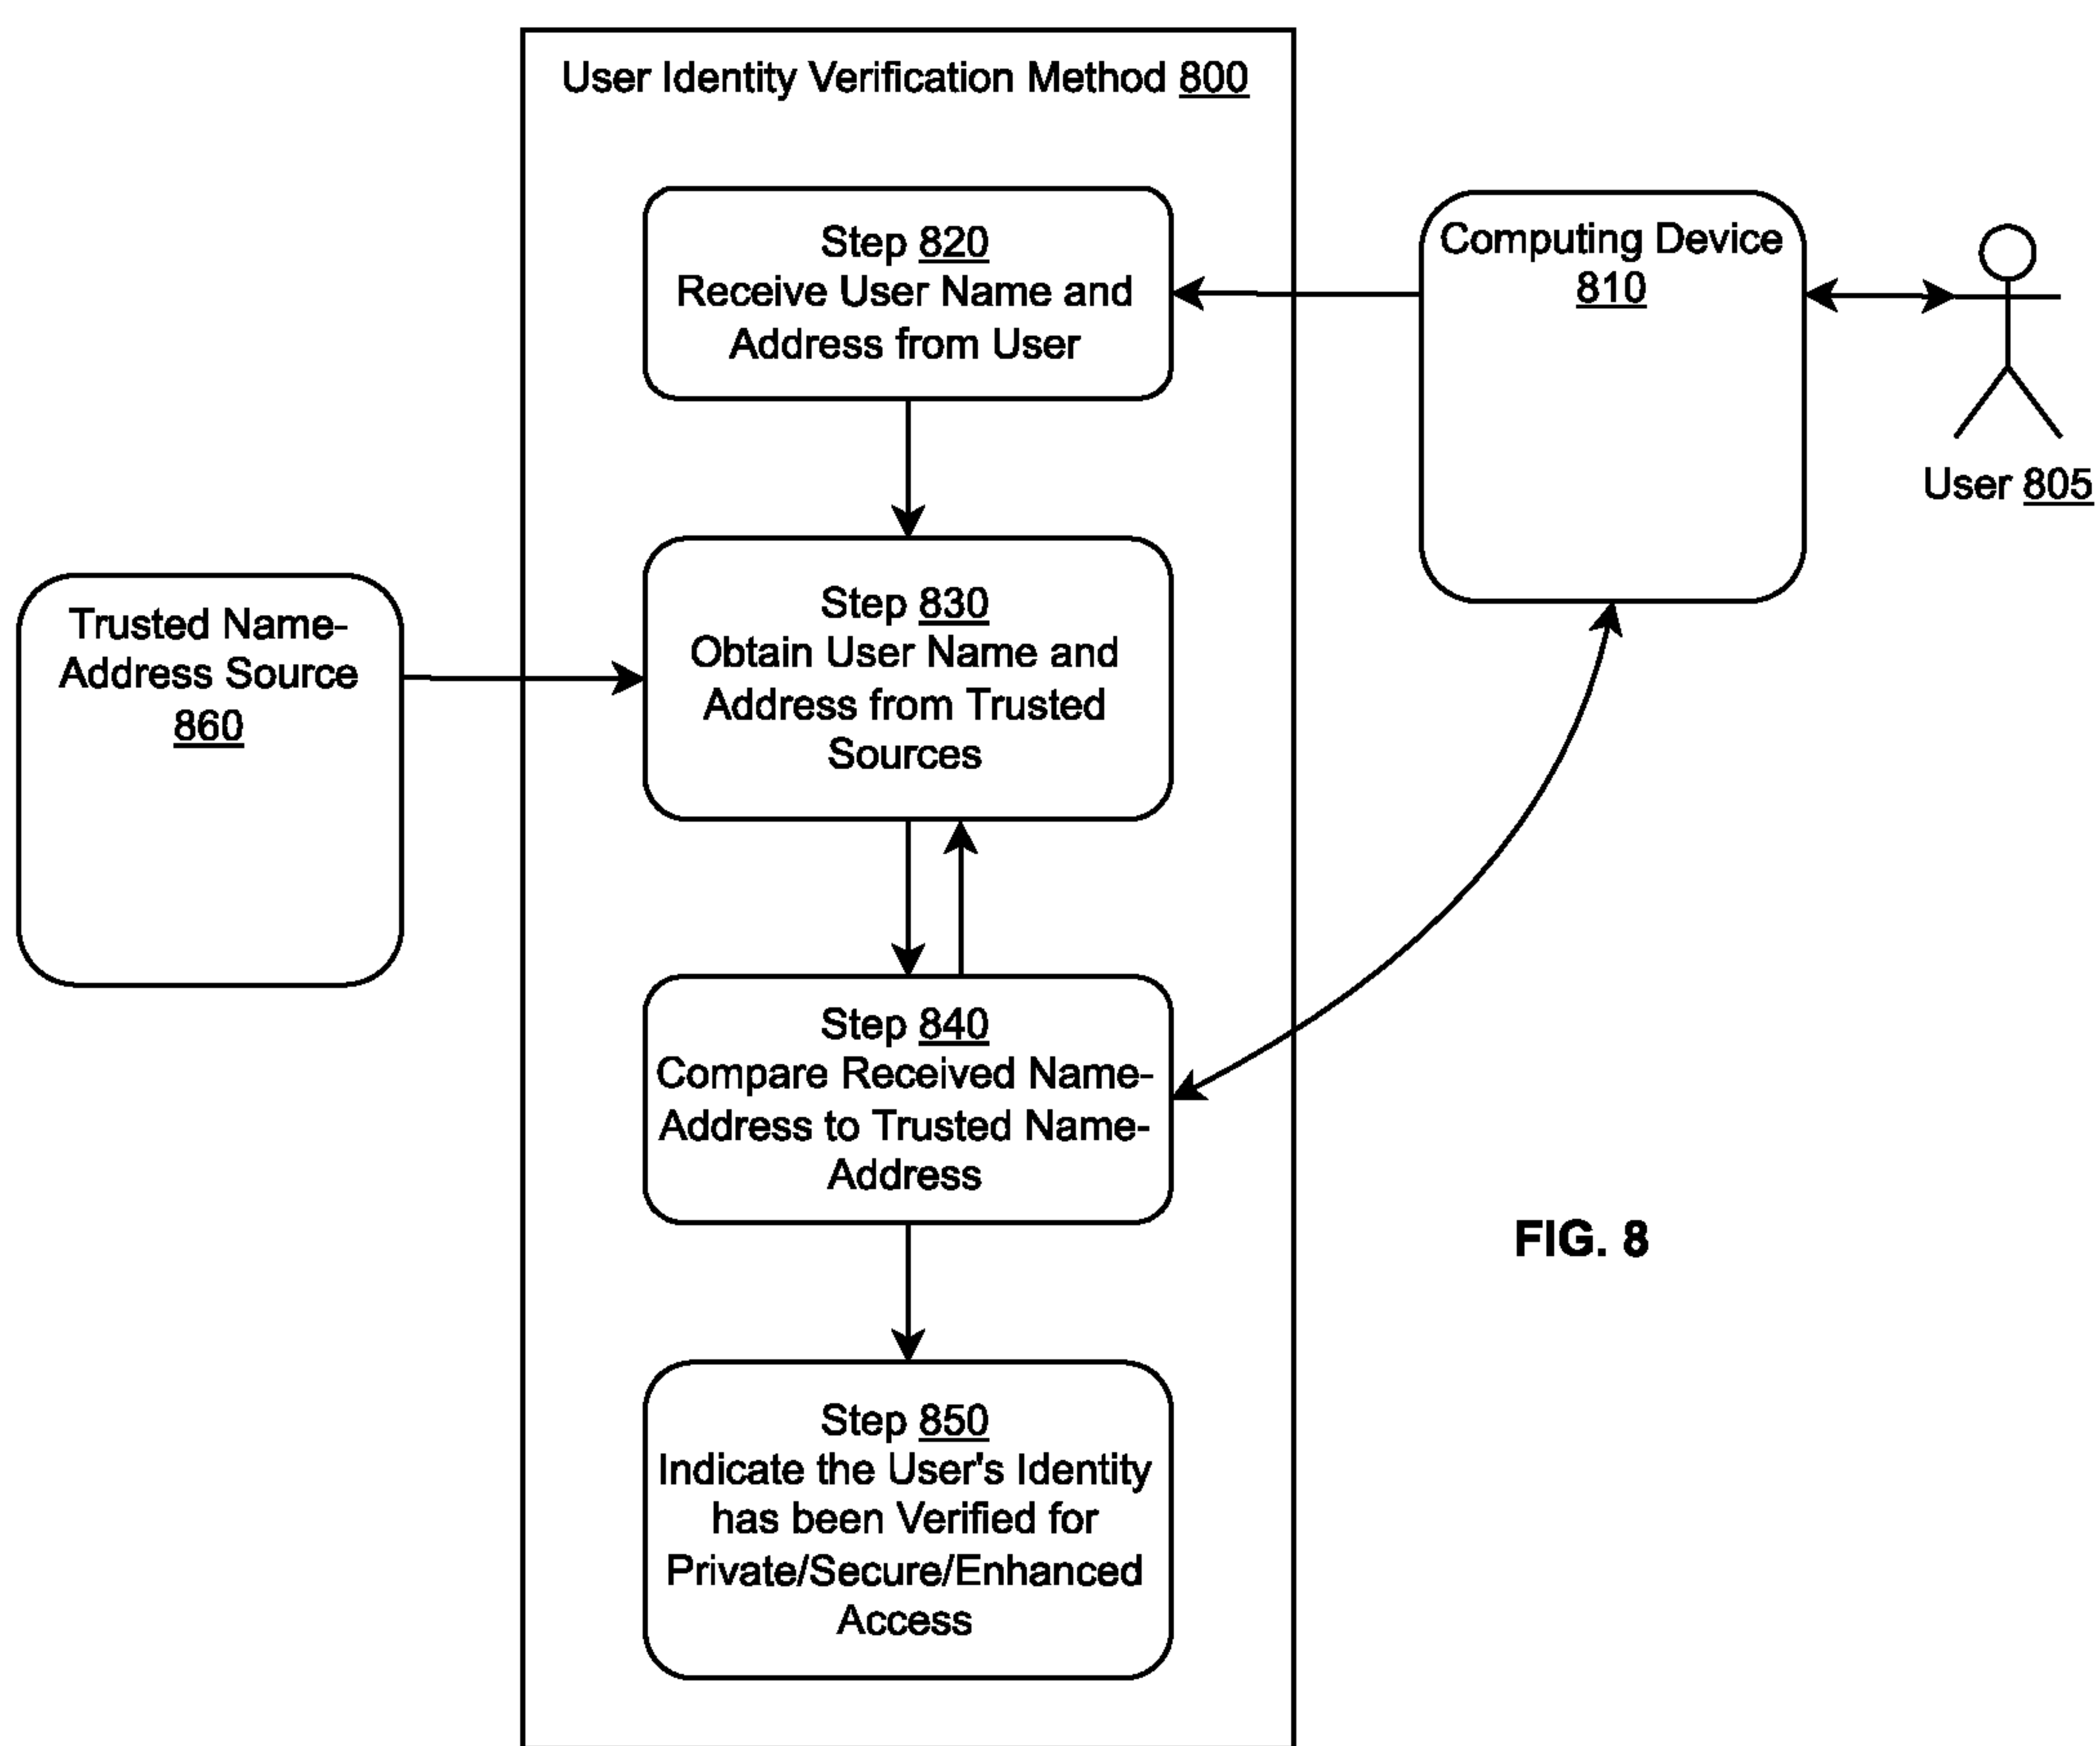 User Identity Verification Method 800
Step 820
Receive User Name and
Address from User
Computing Device
810
User 805
Step 830
Obtain User Name and
Address from Trusted
Sources
Trusted Name-
Address Source
860
Step 840
Compare Received Name-
Address to Trusted Name-
Address
FIG. 8
Step 850
Indicate the User's Identity
has been Verified for
Private/Secure/Enhanced
Access